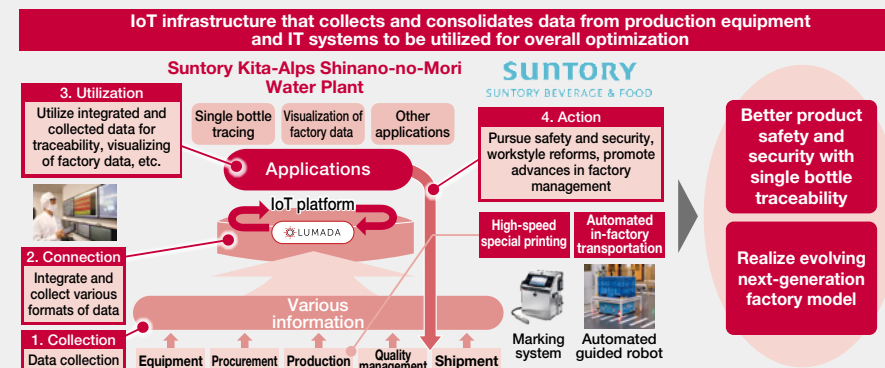 IoT infrastructure that collects and consolidates data from production equipment
and IT systems to be utilized for overall optimization
Suntory Kita-Alps Shinano-no-Mori
Water Plant
SUNTORY
SUNTORY BEVERAGE & FOOD
3. Utilization
Utilize integrated and
collected data for
traceability, visualizing
of factory data, etc.
Single bottle
tracing
Visualization of
factory data
Other
applications
Applications
4. Action
Pursue safety and security,
workstyle reforms, promote
advances in factory
management
IoT platform
LUMADA
2. Connection
Integrate and
collect various
formats of data
High-speed
special printing
Automated
in-factory
transportation
Marking
system
Automated
guided robot
Various
information
1. Collection
Data collection
Equipment
Procurement
Production
Quality
management
Shipment
Better product
safety and
security with
single bottle
traceability
Realize evolving
next-generation
factory model